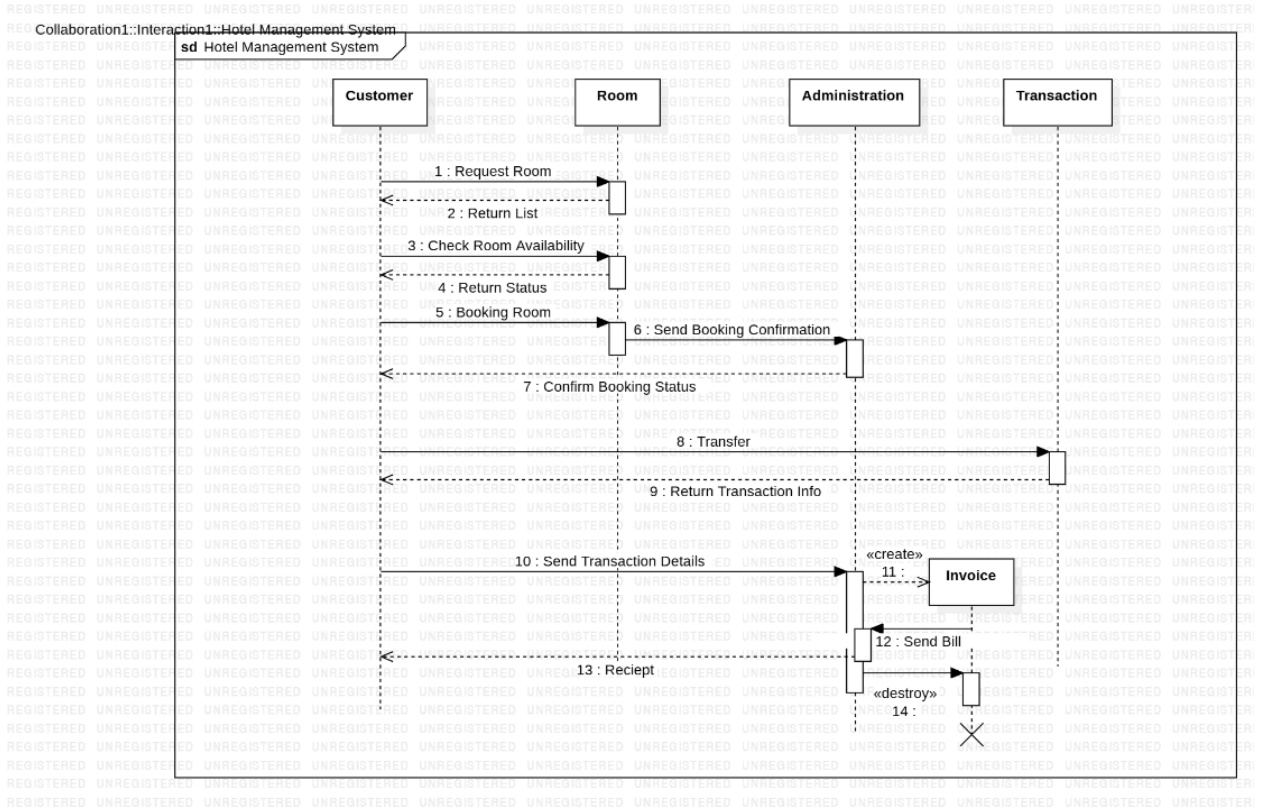 Collaboration1::Interaction1::Hotel Management System
sd Hotel Management System
Customer
Room
Administration
Transaction
1 : Request Room
2 : Return List
3 : Check Room Availability
4 : Return Status
5 : Booking Room
6 : Send Booking Confirmation
7 : Confirm Booking Status
8 : Transfer
9 : Return Transaction Info
10 : Send Transaction Details
«create»
11 :
Invoice
12 : Send Bill
13 : Reciept
«destroy»
14 :
UNREGISTERED